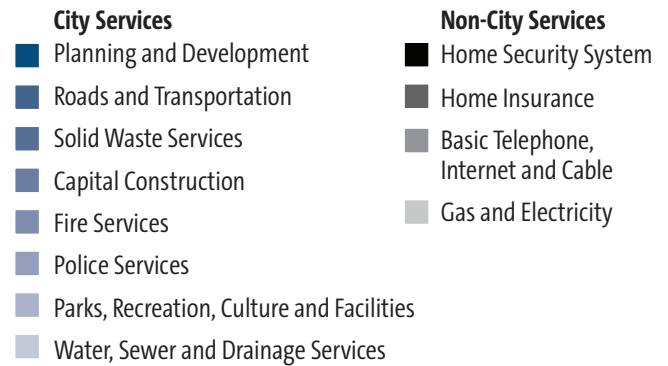 City Services
Planning and Development
Roads and Transportation
Solid Waste Services
Capital Construction
Fire Services
Police Services
Parks, Recreation, Culture and Facilities
Water, Sewer and Drainage Services
Non-City Services
Home Security System
Home Insurance
Basic Telephone,
Internet and Cable
Gas and Electricity